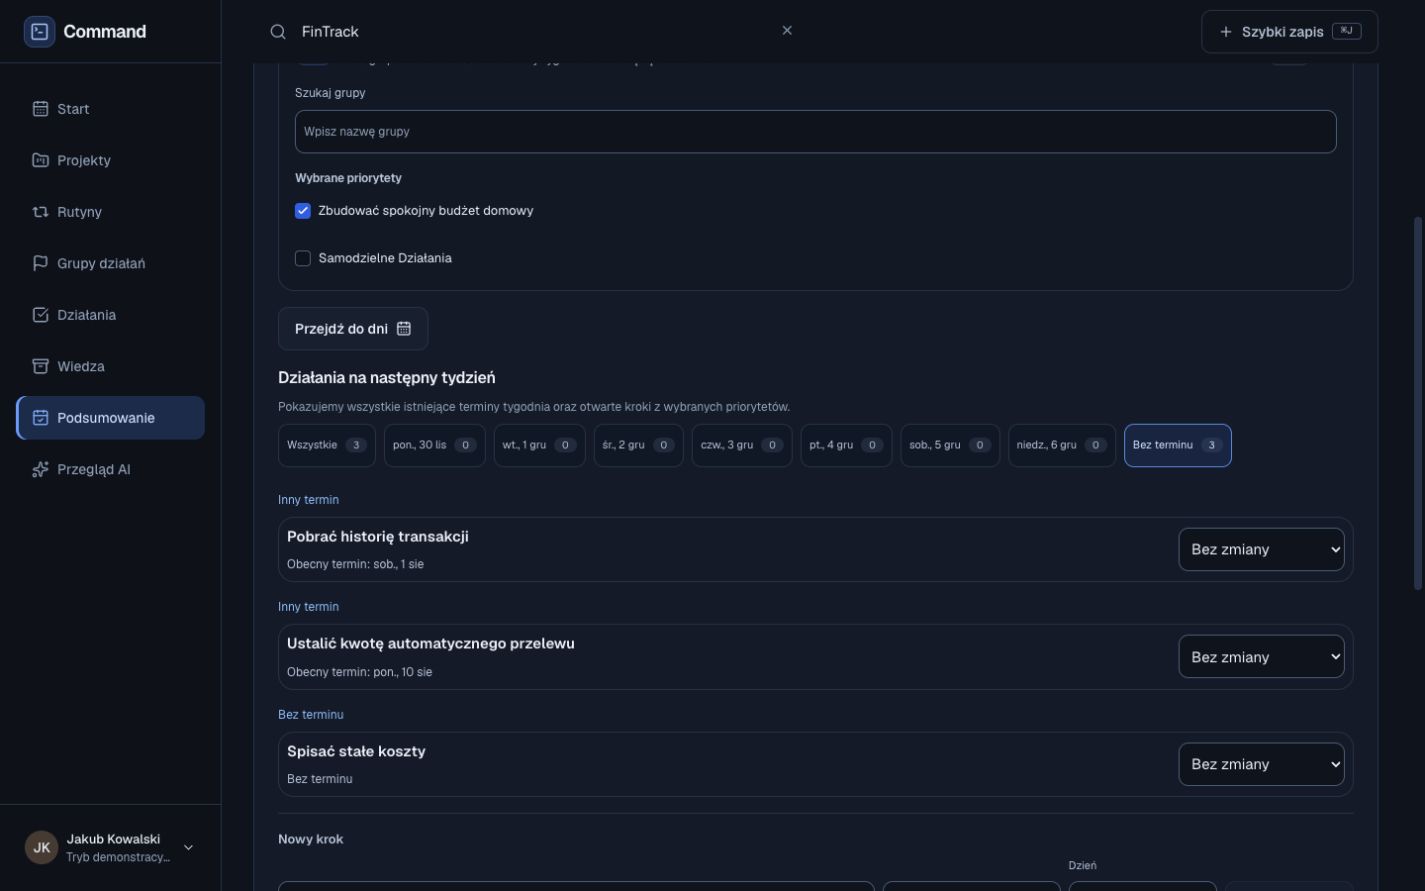 Command
FinTrack
Szybki zapis
⌘J
Start
Projekty
Rutyny
Grupy działań
Działania
Wiedza
Podsumowanie
Przegląd AI
Szukaj grupy
Wpisz nazwę grupy
Wybrane priorytety
Zbudować spokojny budżet domowy
Samodzielne Działania
Przejdź do dni
Działania na następny tydzień
Pokazujemy wszystkie istniejące terminy tygodnia oraz otwarte kroki z wybranych priorytetów.
Wszystkie 3
pon., 30 lis 0
wt., 1 gru 0
śr., 2 gru 0
czw., 3 gru 0
pt., 4 gru 0
sob., 5 gru 0
niedz., 6 gru 0
Bez terminu 3
Inny termin
Pobrać historię transakcji
Obecny termin: sob., 1 sie
Bez zmiany
Inny termin
Ustalić kwotę automatycznego przelewu
Obecny termin: pon., 10 sie
Bez zmiany
Bez terminu
Spisać stałe koszty
Bez terminu
Bez zmiany
Nowy krok
Dzień
JK
Jakub Kowalski
Tryb demonstracy...